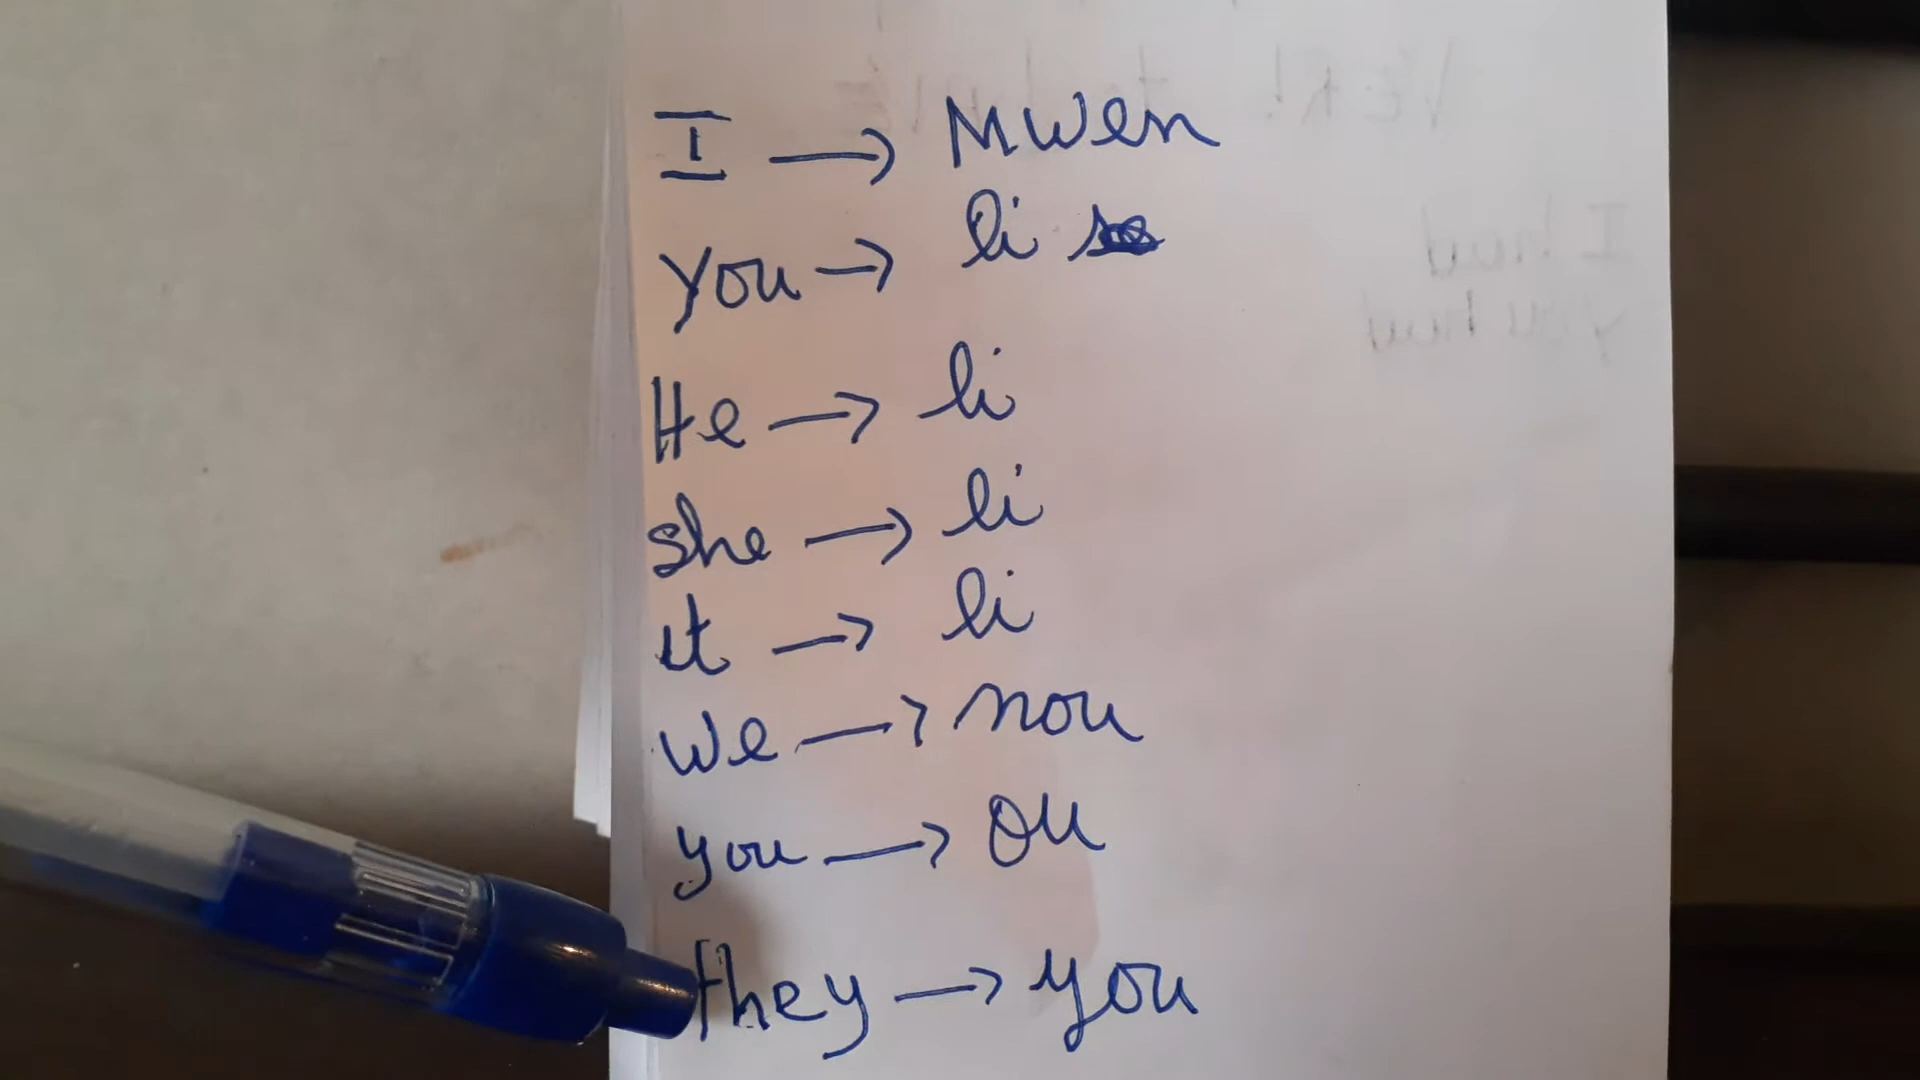 I → Mwen
you → li
He → li
she → li
it → li
we → nou
you → ou
they → you